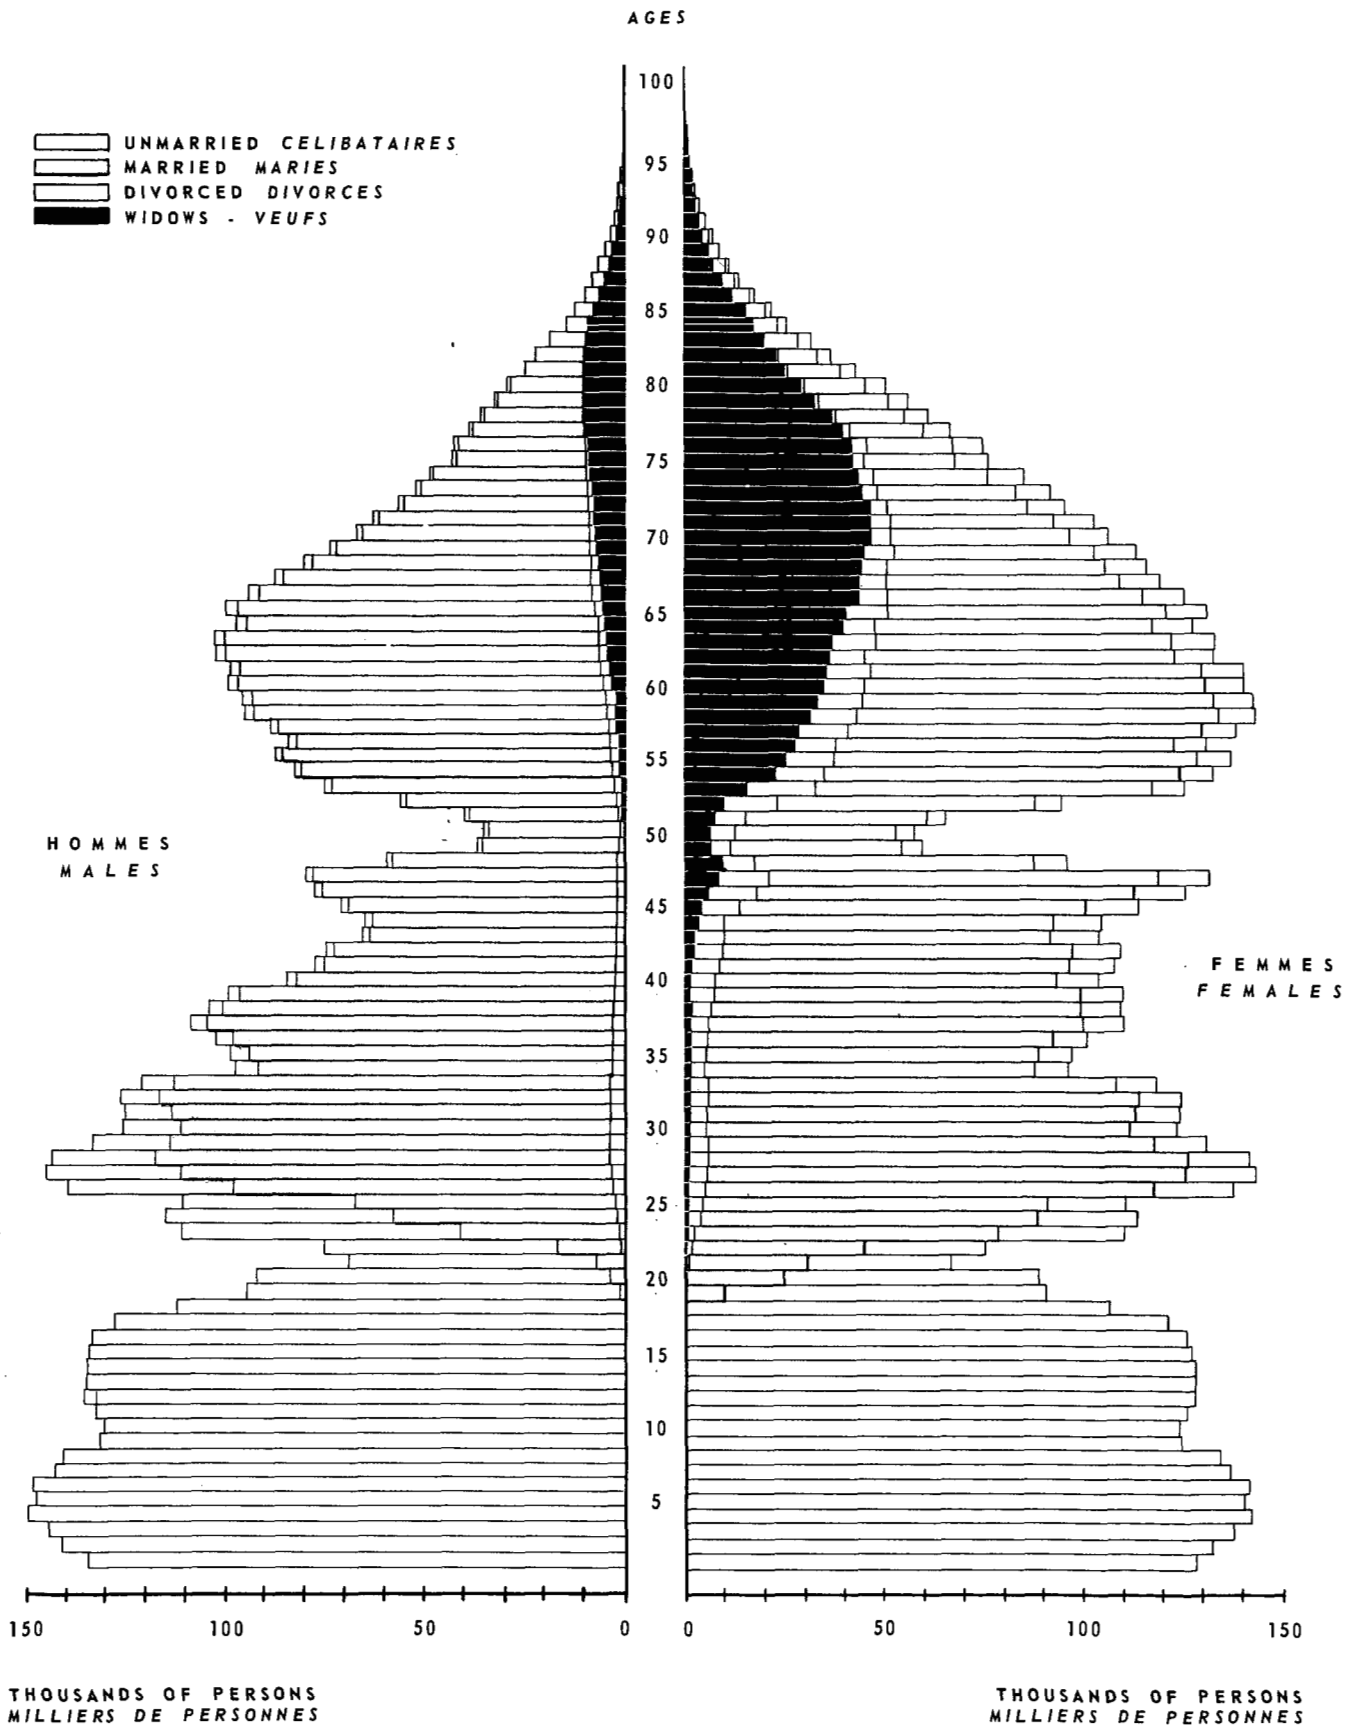 AGES
UNMARRIED CELIBATAIRES
MARRIED MARIES
DIVORCED DIVORCES
WIDOWS - VEUFS
100
95
90
85
80
75
70
65
60
55
50
45
40
35
30
25
20
15
10
5
HOMMES
MALES
FEMMES
FEMALES
150 100 50 0 0 50 100 150
THOUSANDS OF PERSONS
MILLIERS DE PERSONNES
THOUSANDS OF PERSONS
MILLIERS DE PERSONNES